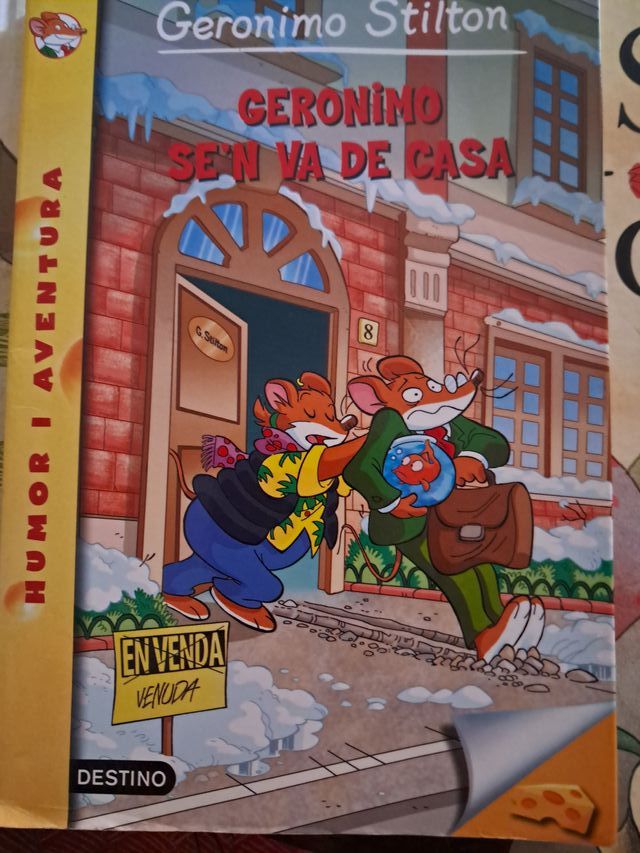 Geronimo Stilton
GERONIMO
SE'N VA DE CASA
HUMOR I AVENTURA
G. Stilton
8
EN VENDA
VENUDA
DESTINO